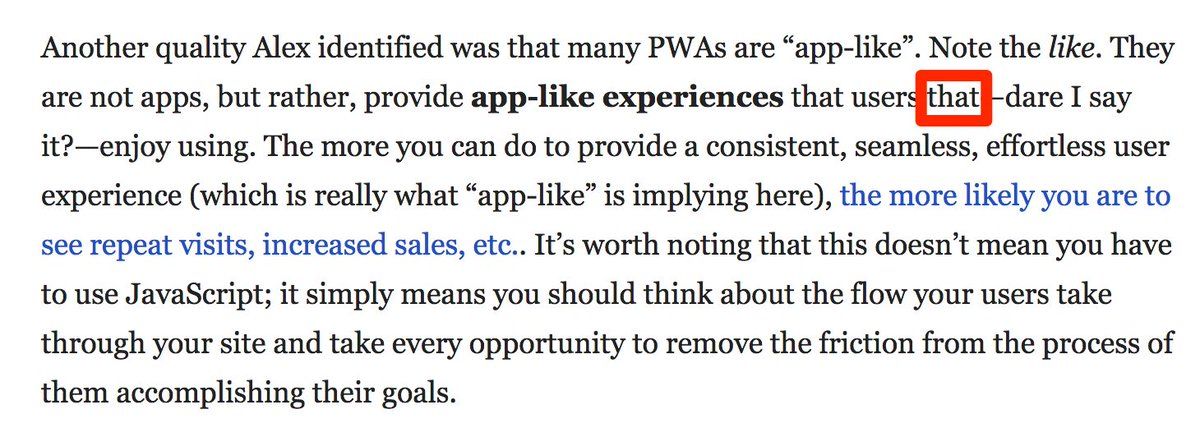 Another quality Alex identified was that many PWAs are “app-like”. Note the like. They
are not apps, but rather, provide app-like experiences that users that—dare I say
it?—enjoy using. The more you can do to provide a consistent, seamless, effortless user
experience (which is really what “app-like” is implying here), the more likely you are to
see repeat visits, increased sales, etc.. It’s worth noting that this doesn’t mean you have
to use JavaScript; it simply means you should think about the flow your users take
through your site and take every opportunity to remove the friction from the process of
them accomplishing their goals.